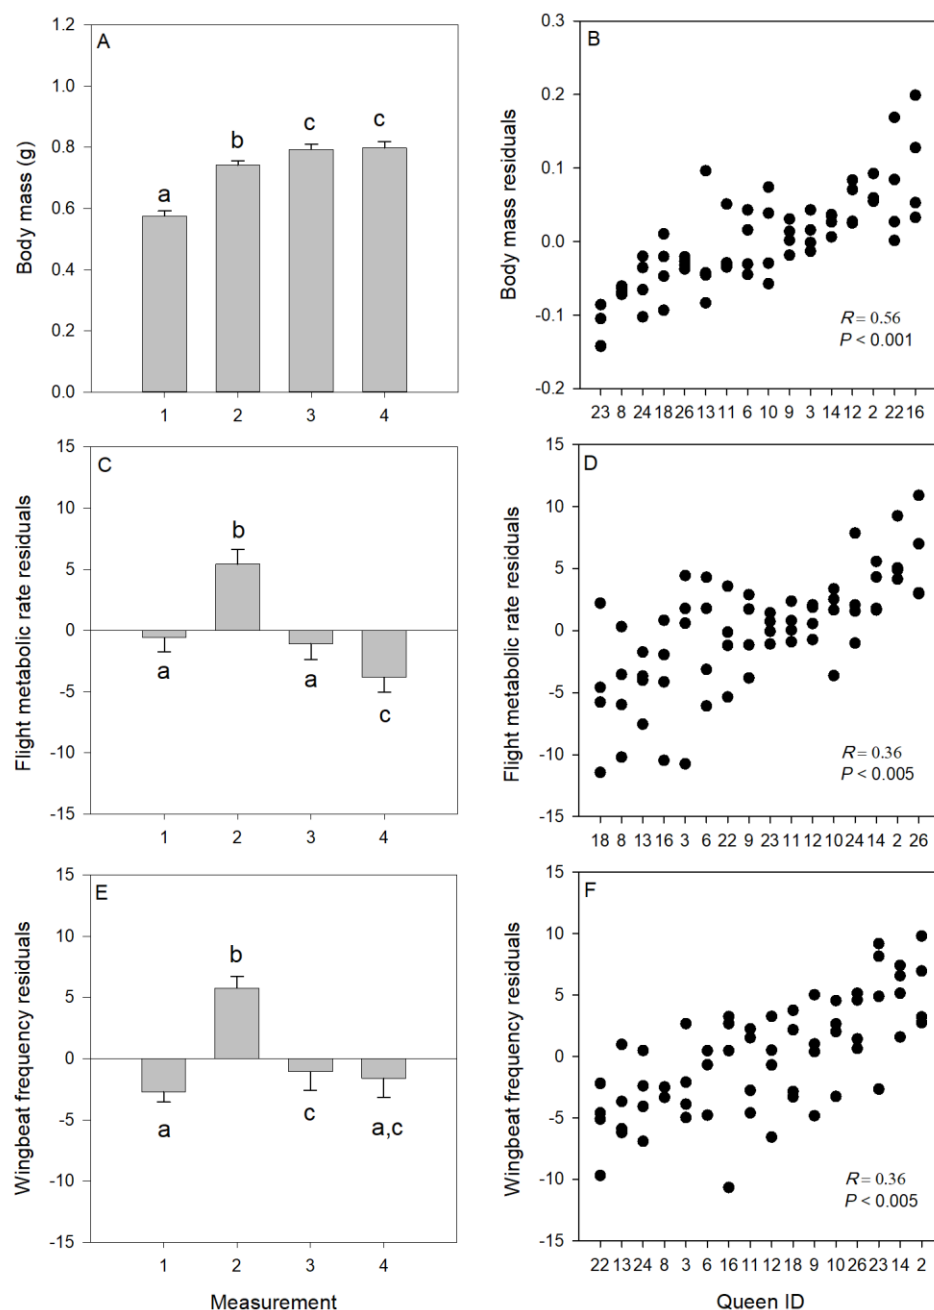 A
Body mass (g)
1.2
1.0
0.8
0.6
0.4
0.2
0.0
a
b
c
c
1 2 3 4
B
Body mass residuals
0.3
0.2
0.1
0.0
-0.1
-0.2
R = 0.56
P < 0.001
23 8 24 18 26 13 11 6 10 9 3 14 12 2 22 16
C
Flight metabolic rate residuals
15
10
5
0
-5
-10
-15
a
b
a
c
1 2 3 4
D
Flight metabolic rate residuals
15
10
5
0
-5
-10
-15
R = 0.36
P < 0.005
18 8 13 16 3 6 22 9 23 11 12 10 24 14 2 26
E
Wingbeat frequency residuals
15
10
5
0
-5
-10
-15
a
b
c
a,c
1 2 3 4
Measurement
F
Wingbeat frequency residuals
15
10
5
0
-5
-10
-15
R = 0.36
P < 0.005
22 13 24 8 3 6 16 11 12 18 9 10 26 23 14 2
Queen ID